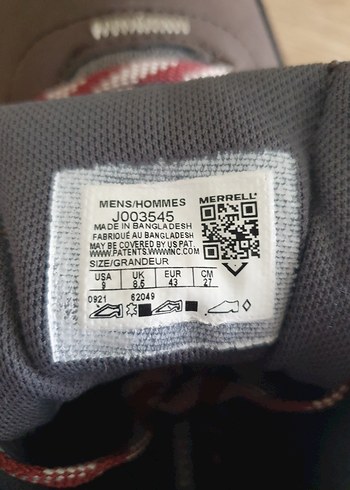 MENS/HOMMES MERRELL
J003545
MADE IN BANGLADESH
FABRIQUÉ AU BANGLADESH
MAY BE COVERED BY US PAT.
WWW.PATENTS.WWWINC.COM
SIZE/GRANDEUR
USA UK EUR CM
9 8.5 43 27
0921 62049